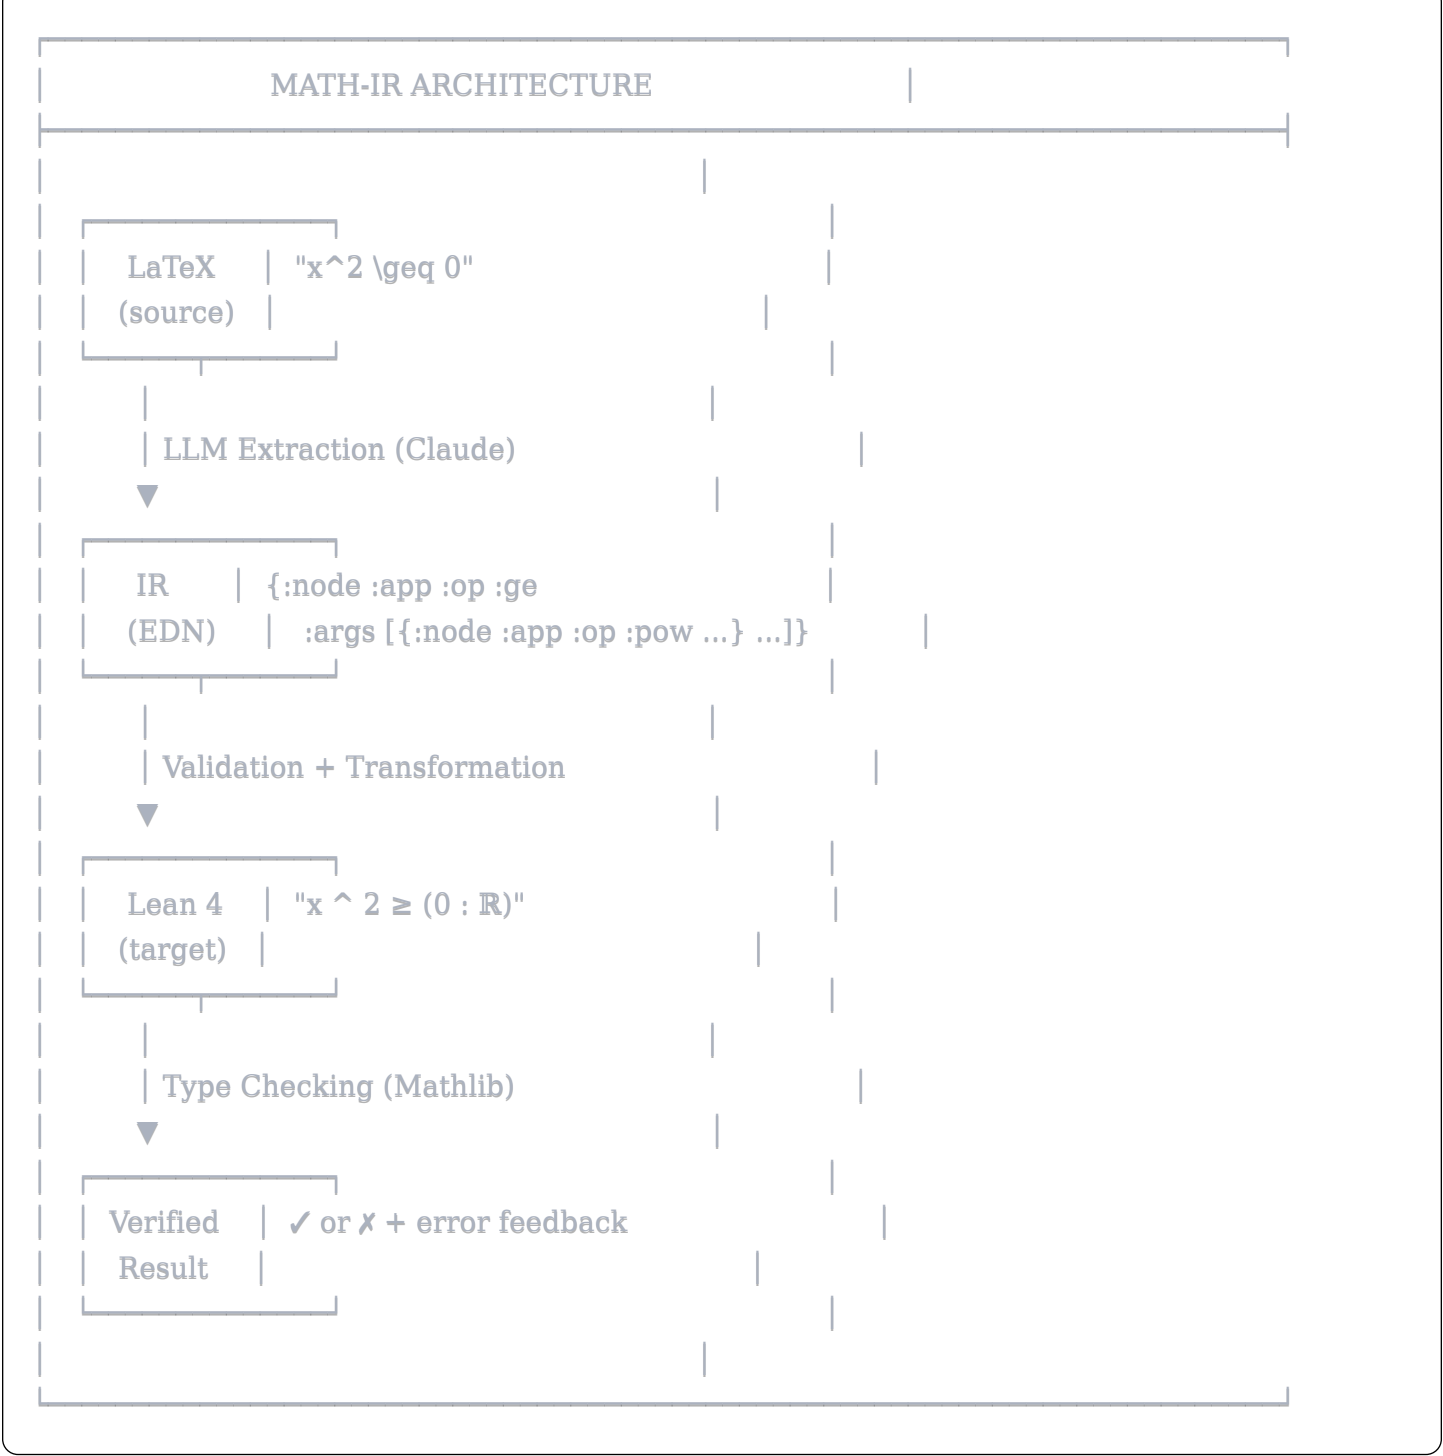 MATH-IR ARCHITECTURE
LaTeX "x^2 \geq 0"
(source)
LLM Extraction (Claude)
▼
IR {:node :app :op :ge
(EDN) :args [{:node :app :op :pow ...} ...]}
Validation + Transformation
▼
Lean 4 "x ^ 2 ≥ (0 : ℝ)"
(target)
Type Checking (Mathlib)
▼
Verified ✓ or ✗ + error feedback
Result